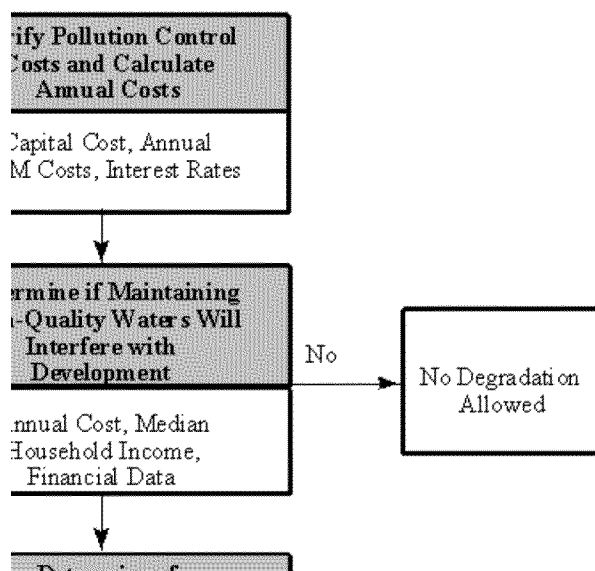 rify Pollution Control
Costs and Calculate
Annual Costs
Capital Cost, Annual
M Costs, Interest Rates
ermine if Maintaining
-Quality Waters Will
Interfere with
Development
No
No Degradation
Allowed
nnual Cost, Median
Household Income,
Financial Data